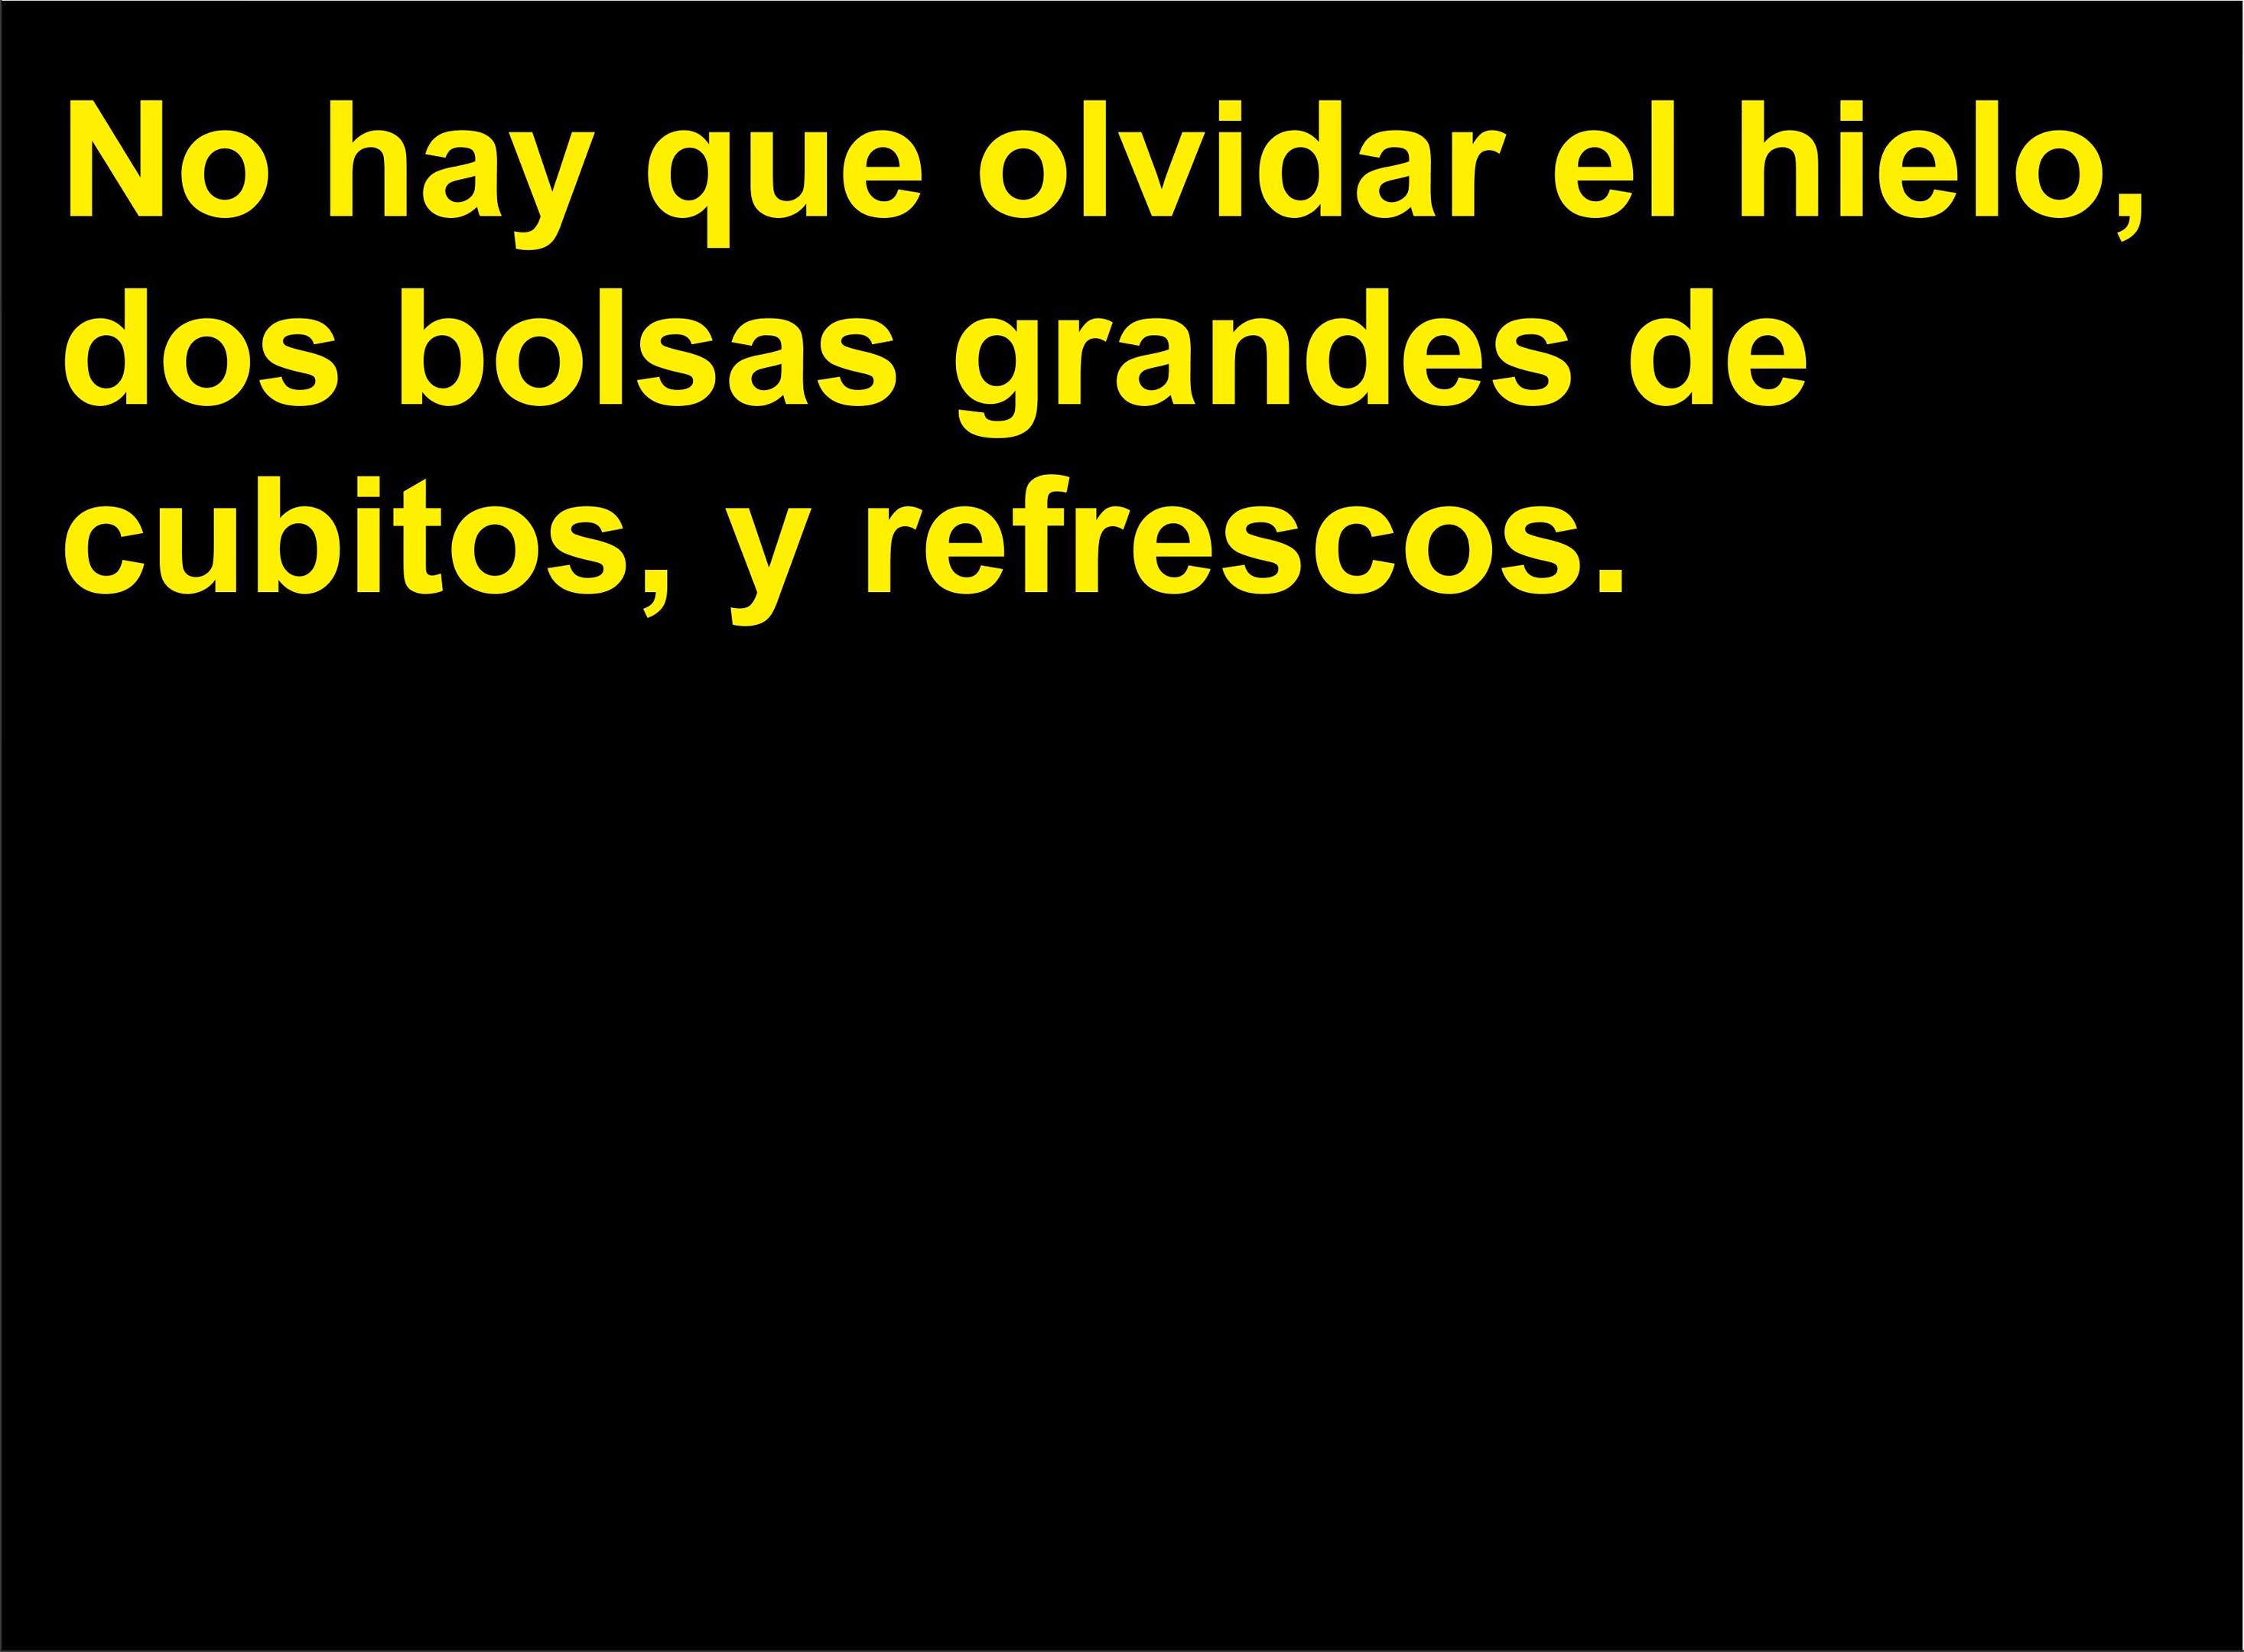 No hay que olvidar el hielo,
dos bolsas grandes de
cubitos, y refrescos.